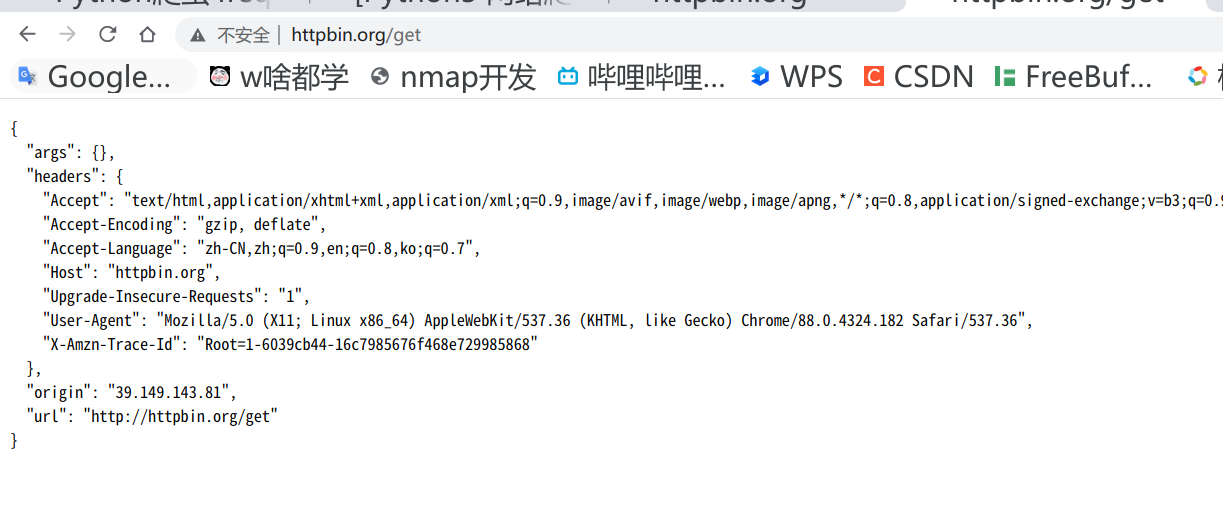 httpbin.org/get
不安全 | httpbin.org/get
Google... w啥都学 nmap开发 哔哩哔哩... WPS CSDN FreeBuf...
{
"args": {},
"headers": {
"Accept": "text/html,application/xhtml+xml,application/xml;q=0.9,image/avif,image/webp,image/apng,*/*;q=0.8,application/signed-exchange;v=b3;q=0.9
"Accept-Encoding": "gzip, deflate",
"Accept-Language": "zh-CN,zh;q=0.9,en;q=0.8,ko;q=0.7",
"Host": "httpbin.org",
"Upgrade-Insecure-Requests": "1",
"User-Agent": "Mozilla/5.0 (X11; Linux x86_64) AppleWebKit/537.36 (KHTML, like Gecko) Chrome/88.0.4324.182 Safari/537.36",
"X-Amzn-Trace-Id": "Root=1-6039cb44-16c7985676f468e729985868"
},
"origin": "39.149.143.81",
"url": "http://httpbin.org/get"
}